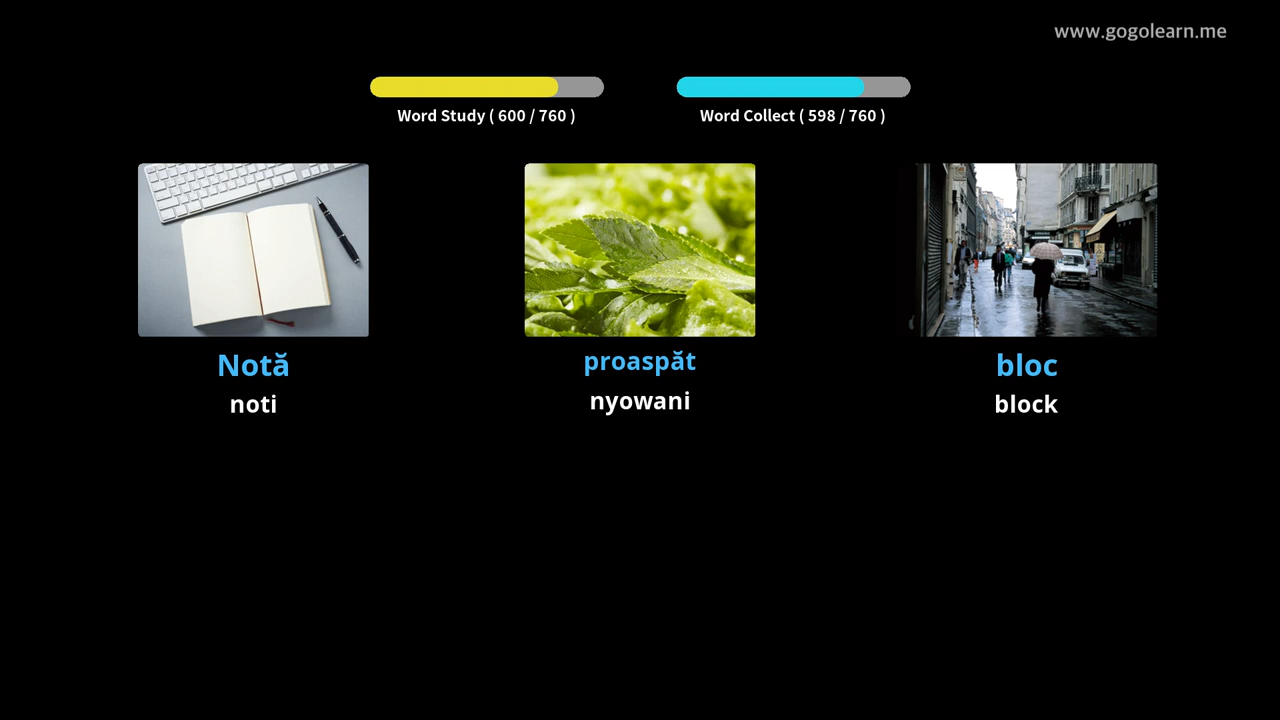 www.gogolearn.me
Word Study ( 600 / 760 )
Word Collect ( 598 / 760 )
Notă
noti
proaspăt
nyowani
bloc
block